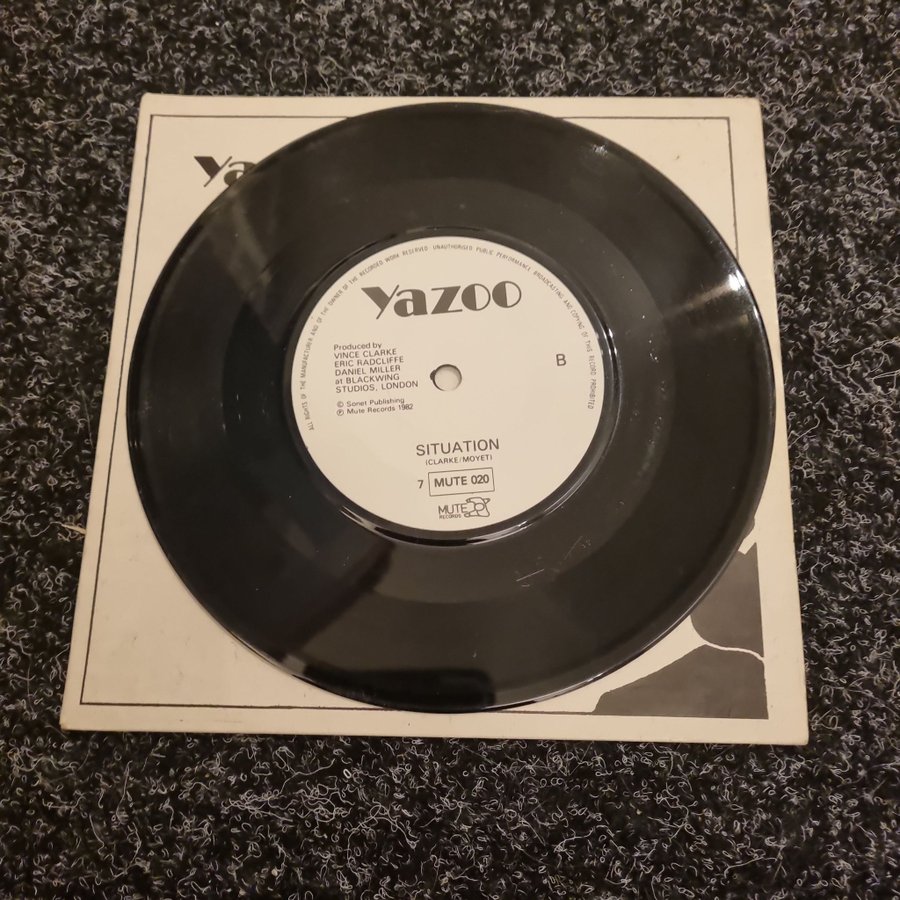 Ya
ALL RIGHTS OF THE MANUFACTURER AND OF THE OWNER OF THE RECORDED WORK RESERVED UNAUTHORISED PUBLIC PERFORMANCE BROADCASTING AND COPYING OF THIS RECORD PROHIBITED
Yazoo
Produced by
VINCE CLARKE
ERIC RADCLIFFE
DANIEL MILLER
at BLACKWING
STUDIOS, LONDON
B
© Sonet Publishing
℗ Mute Records 1982
SITUATION
(CLARKE/MOYET)
7 MUTE 020
MUTE
RECORDS